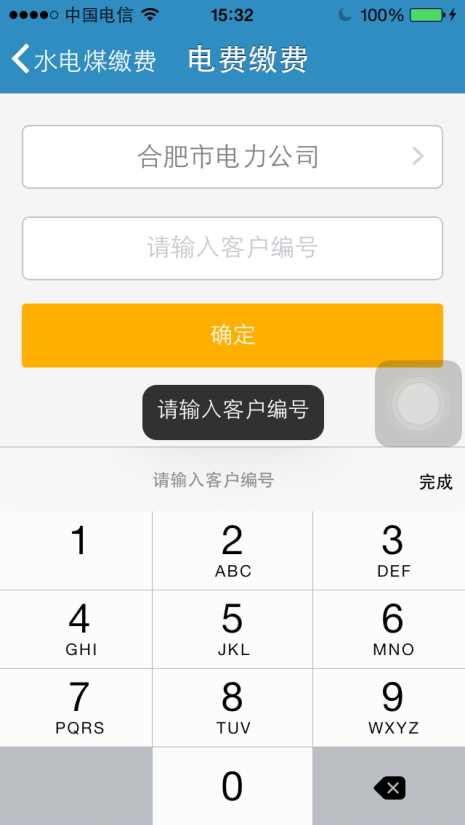 中国电信 15:32 100%
水电煤缴费 电费缴费
合肥市电力公司
请输入客户编号
确定
请输入客户编号
请输入客户编号 完成
1 2 3
ABC DEF
4 5 6
GHI JKL MNO
7 8 9
PQRS TUV WXYZ
0